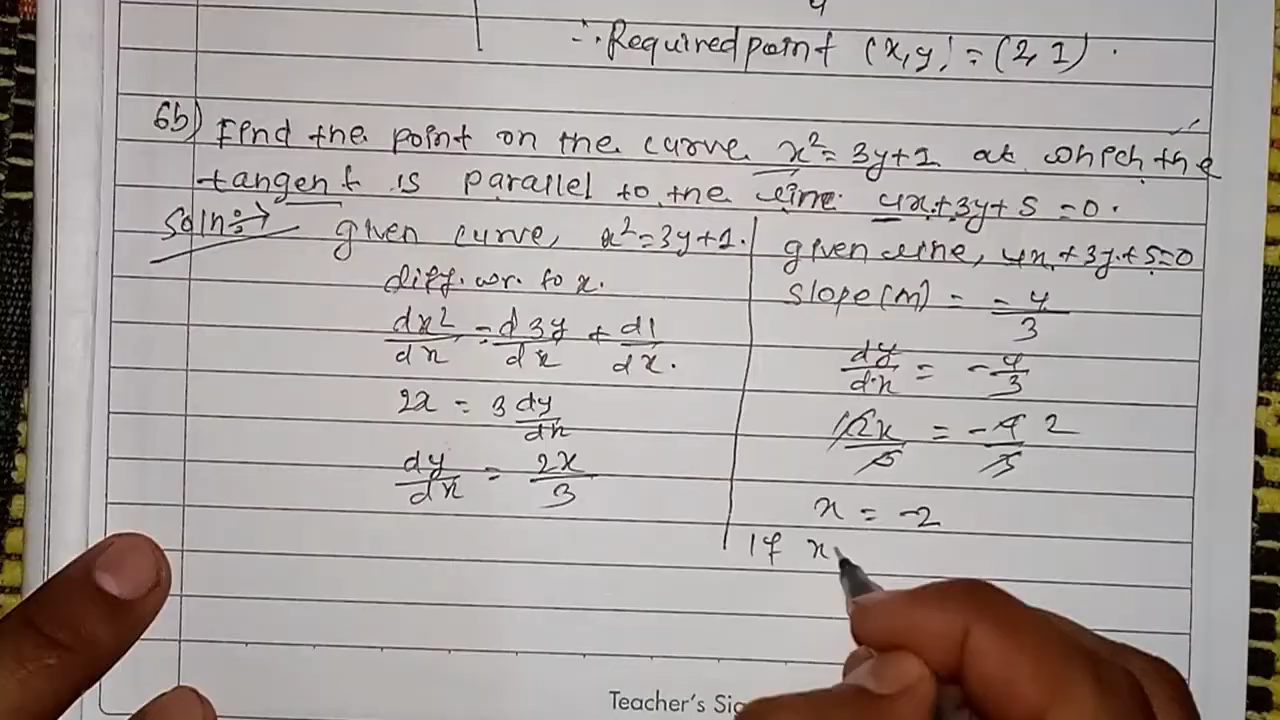 ∴ Required point (x,y) = (2,1).
6b) Find the point on the curve x² = 3y+1 at which the
tangent is parallel to the line 4x+3y+5=0.
Soln:→ given curve, x²=3y+1.
diff. w.r. to x.
dx²/dx = d3y/dx + d1/dx.
2x = 3 dy/dx
dy/dx = 2x/3
given line, 4x+3y+5=0
slope(m) = -4/3
dy/dx = -4/3
2x/3 = -4/3 2
x = -2
If x
Teacher's Sig